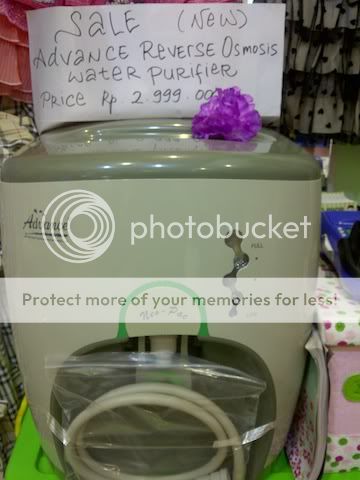 SALE (NEW)
ADVANCE REVERSE OSMOSIS
WATER PURIFIER
PRICE Rp. 2.999.00
Advance
photobucket
FULL
Protect more of your memories for less!